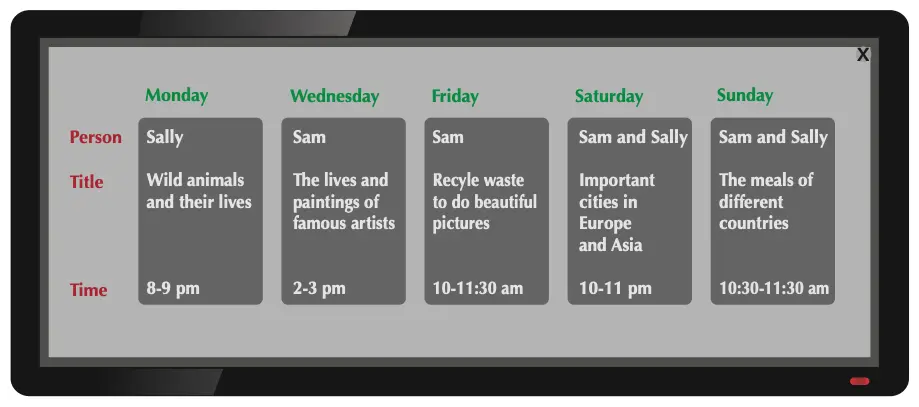 X
Monday Wednesday Friday Saturday Sunday
Person Sally Sam Sam Sam and Sally Sam and Sally
Title Wild animals The lives and Recyle waste Important The meals of
and their lives paintings of to do beautiful cities in different
famous artists pictures Europe countries
and Asia
Time 8-9 pm 2-3 pm 10-11:30 am 10-11 pm 10:30-11:30 am